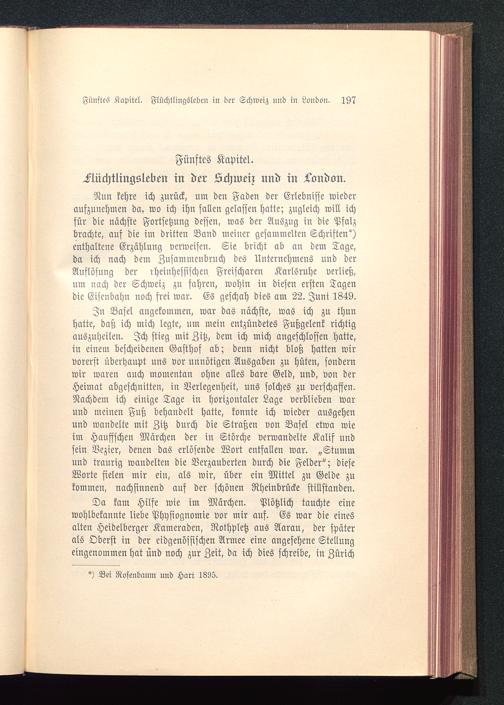 Fünftes Kapitel. Flüchtlingsleben in der Schweiz und in London. 197
Fünftes Kapitel.
Flüchtlingsleben in der Schweiz und in London.
Nun kehre ich zurück, um den Faden der Erlebnisse wieder
aufzunehmen da, wo ich ihn fallen gelassen hatte; zugleich will ich
für die nächste Fortsetzung dessen, was der Auszug in die Pfalz
brachte, auf die im dritten Band meiner gesammelten Schriften*)
enthaltene Erzählung verweisen. Sie bricht ab an dem Tage,
da ich nach dem Zusammenbruch des Unternehmens und der
Auflösung der rheinhessischen Freischaren Karlsruhe verließ,
um nach der Schweiz zu fahren, wohin in diesen ersten Tagen
die Eisenbahn noch frei war. Es geschah dies am 22. Juni 1849.
In Basel angekommen, war das nächste, was ich zu thun
hatte, daß ich mich legte, um mein entzündetes Fußgelenk richtig
auszuheilen. Ich stieg mit Zitz, dem ich mich angeschlossen hatte,
in einem bescheidenen Gasthof ab; denn nicht bloß hatten wir
vorerst überhaupt uns vor unnötigen Ausgaben zu hüten, sondern
wir waren auch momentan ohne alles bare Geld, und, von der
Heimat abgeschnitten, in Verlegenheit, uns solches zu verschaffen.
Nachdem ich einige Tage in horizontaler Lage verblieben war
und meinen Fuß behandelt hatte, konnte ich wieder ausgehen
und wandelte mit Zitz durch die Straßen von Basel etwa wie
im Hauffschen Märchen der in Störche verwandelte Kalif und
sein Vezier, denen das erlösende Wort entfallen war. „Stumm
und traurig wandelten die Verzauberten durch die Felder“; diese
Worte fielen mir ein, als wir, über ein Mittel zu Gelde zu
kommen, nachsinnend auf der schönen Rheinbrücke stillstanden.
Da kam Hilfe wie im Märchen. Plötzlich tauchte eine
wohlbekannte liebe Physiognomie vor mir auf. Es war die eines
alten Heidelberger Kameraden, Rothpletz aus Aarau, der später
als Oberst in der eidgenössischen Armee eine angesehene Stellung
eingenommen hat und noch zur Zeit, da ich dies schreibe, in Zürich
*) Bei Rosenbaum und Hart 1895.